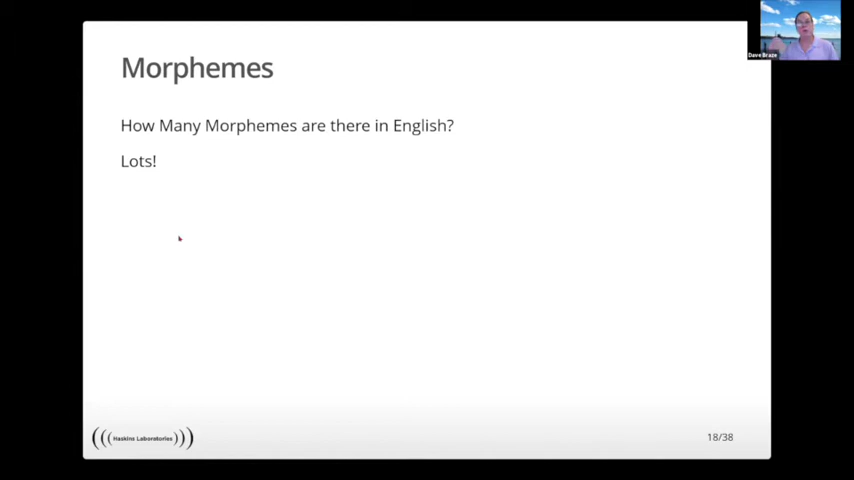 Morphemes
Dave Braze
How Many Morphemes are there in English?
Lots!
Haskins Laboratories
18/38